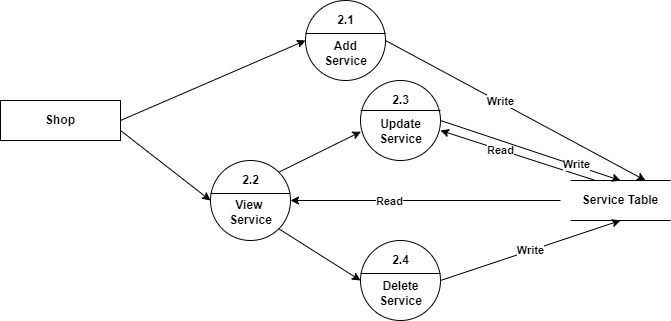 2.1
Add
Service
Write
2.3
Update
Service
Shop
Read
Write
2.2
View
Service
Read
Service Table
2.4
Delete
Service
Write